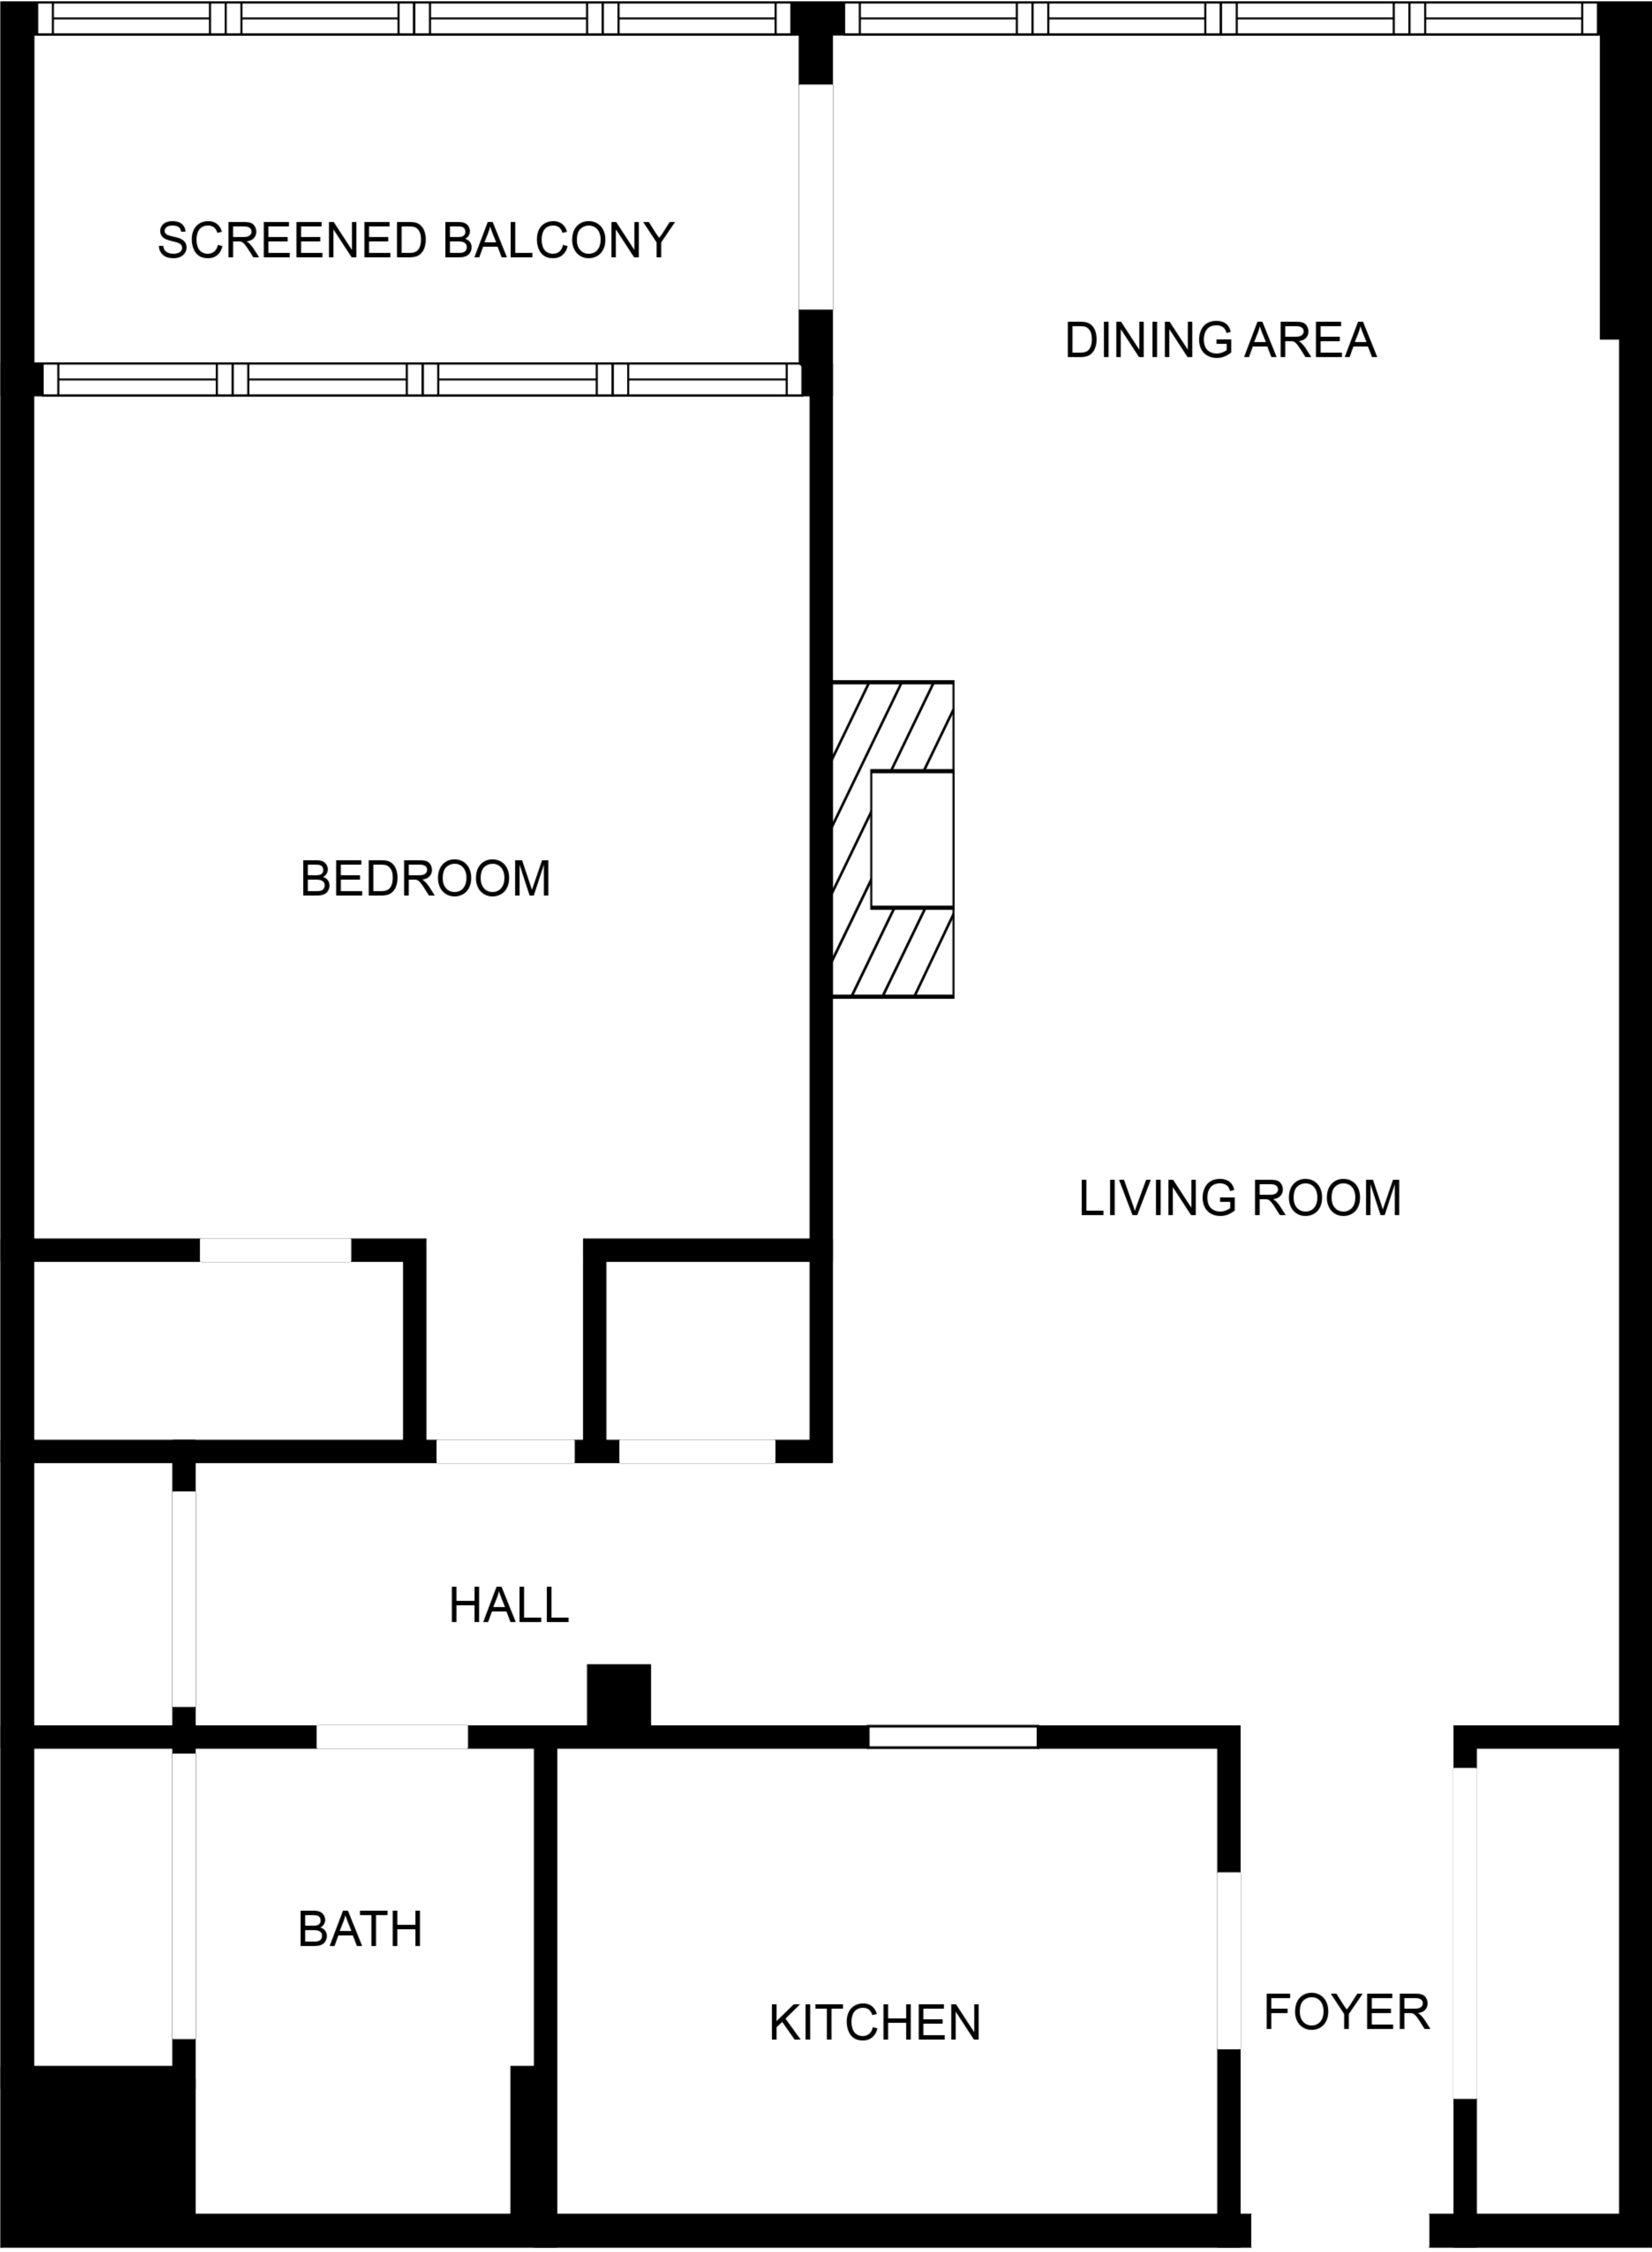 SCREENED BALCONY
DINING AREA
BEDROOM
LIVING ROOM
HALL
BATH
KITCHEN
FOYER